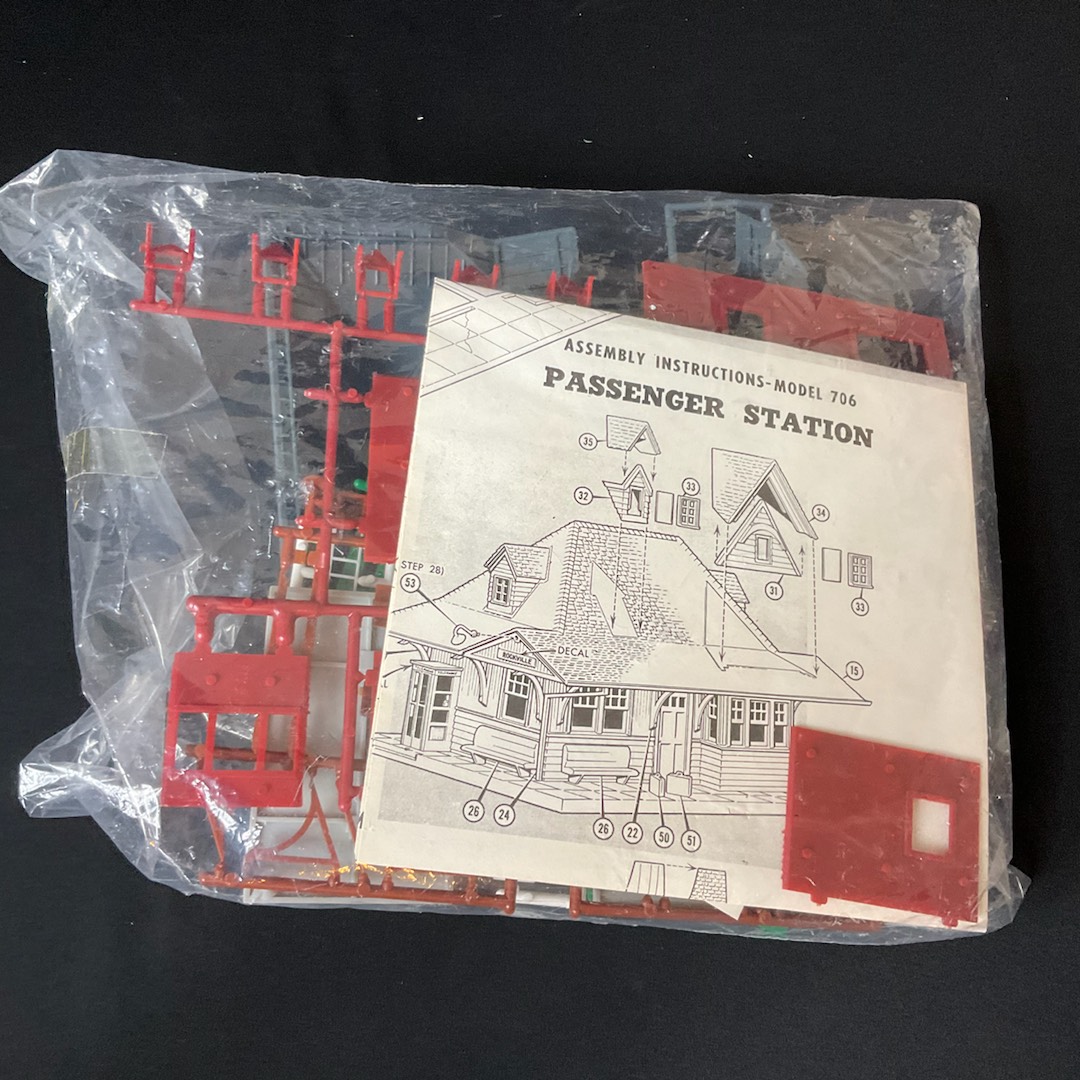 ASSEMBLY INSTRUCTIONS-MODEL 706
PASSENGER STATION
35
33
32
34
31
33
STEP 28)
53
DECAL
ROCKVILLE
15
L
26
24
26
22
50
51